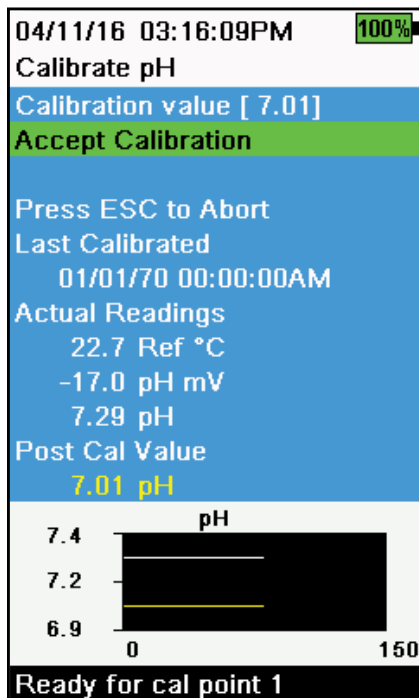 04/11/16 03:16:09PM 100%
Calibrate pH
Calibration value [ 7.01]
Accept Calibration
Press ESC to Abort
Last Calibrated
01/01/70 00:00:00AM
Actual Readings
22.7 Ref °C
-17.0 pH mV
7.29 pH
Post Cal Value
7.01 pH
pH
7.4
7.2
6.9
0 150
Ready for cal point 1